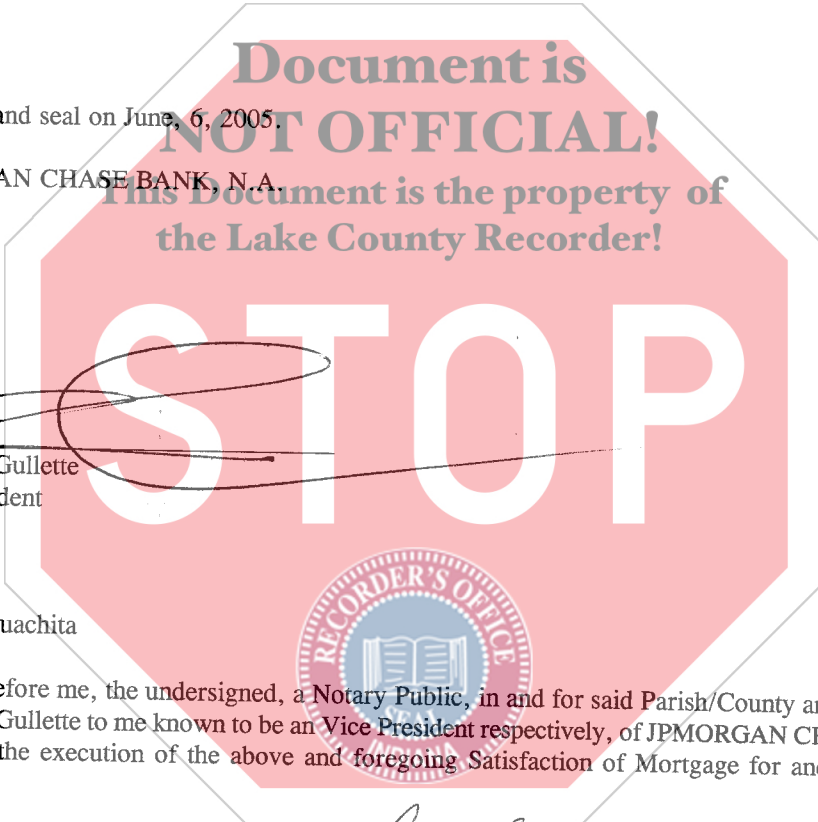 Document is
and seal on June, 6, 2005.
NOT OFFICIAL!
AN CHASE BANK, N.A.
This Document is the property of
the Lake County Recorder!
STOP
Gullette
dent
uachita
RECORDER'S OFFICE
SEAL
INDIANA
efore me, the undersigned, a Notary Public, in and for said Parish/County an
Gullette to me known to be an Vice President respectively, of JPMORGAN CH
the execution of the above and foregoing Satisfaction of Mortgage for and